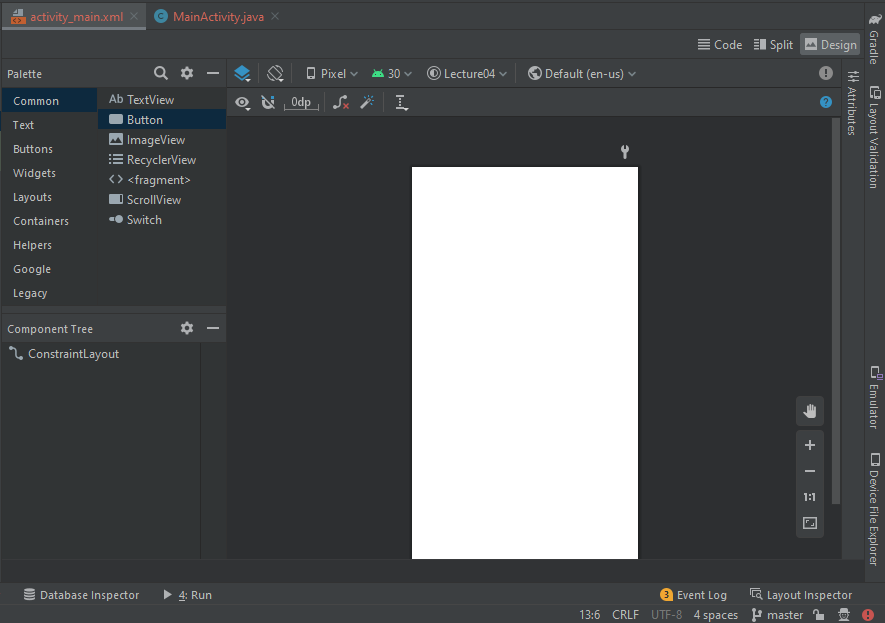 activity_main.xml MainActivity.java
Code Split Design
Palette Pixel 30 Lecture04 Default (en-us)
0dp
Common
Text
Buttons
Widgets
Layouts
Containers
Helpers
Google
Legacy
Ab TextView
Button
ImageView
RecyclerView
<> <fragment>
ScrollView
Switch
Component Tree
ConstraintLayout
1:1
Gradle
Layout Validation
Attributes
Emulator
Device File Explorer
Database Inspector 4: Run 3 Event Log Layout Inspector
13:6 CRLF UTF-8 4 spaces master